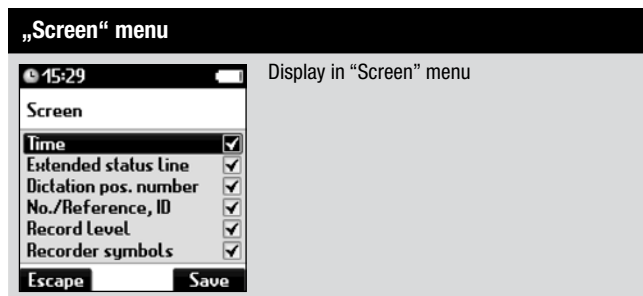 „Screen“ menu
15:29
Screen
Time
Extended status line
Dictation pos. number
No./Reference, ID
Record level
Recorder symbols
Escape Save
Display in “Screen” menu